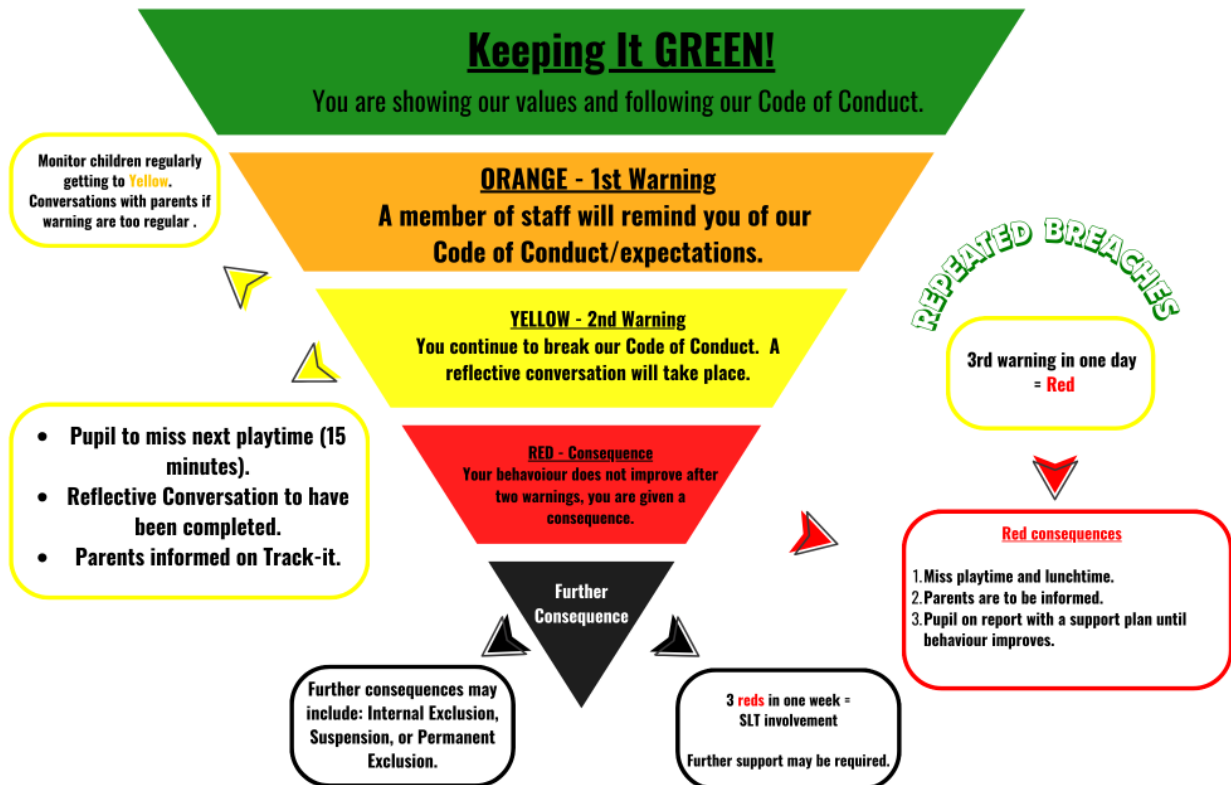 Keeping It GREEN!
You are showing our values and following our Code of Conduct.
Monitor children regularly
getting to Yellow.
Conversations with parents if
warning are too regular .
ORANGE - 1st Warning
A member of staff will remind you of our
Code of Conduct/expectations.
YELLOW - 2nd Warning
You continue to break our Code of Conduct. A
reflective conversation will take place.
REPEATED BREACHES
3rd warning in one day
= Red
• Pupil to miss next playtime (15
minutes).
• Reflective Conversation to have
been completed.
• Parents informed on Track-it.
RED - Consequence
Your behavoiour does not improve after
two warnings, you are given a
consequence.
Red consequences
1. Miss playtime and lunchtime.
2. Parents are to be informed.
3. Pupil on report with a support plan until
behaviour improves.
Further
Consequence
Further consequences may
include: Internal Exclusion,
Suspension, or Permanent
Exclusion.
3 reds in one week =
SLT involvement
Further support may be required.